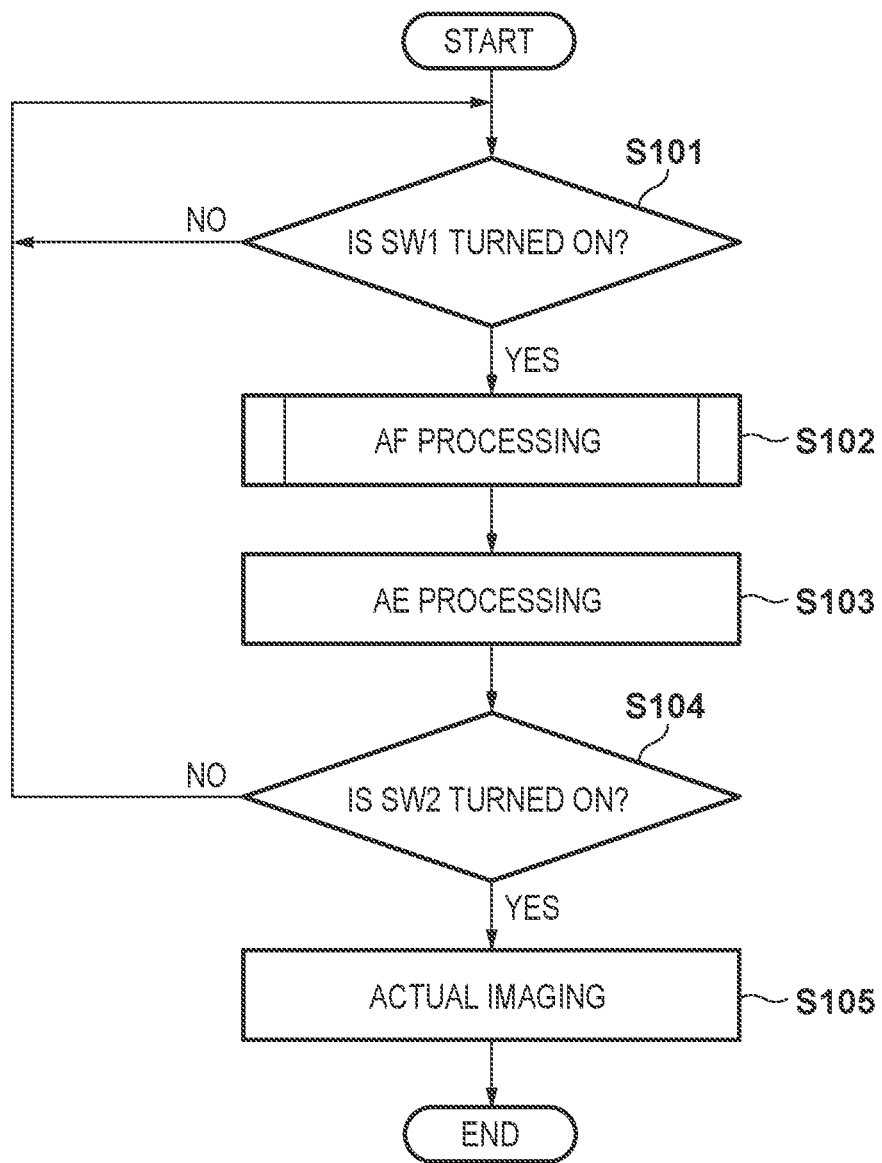 START
S101
NO
IS SW1 TURNED ON?
YES
AF PROCESSING
S102
AE PROCESSING
S103
S104
NO
IS SW2 TURNED ON?
YES
ACTUAL IMAGING
S105
END